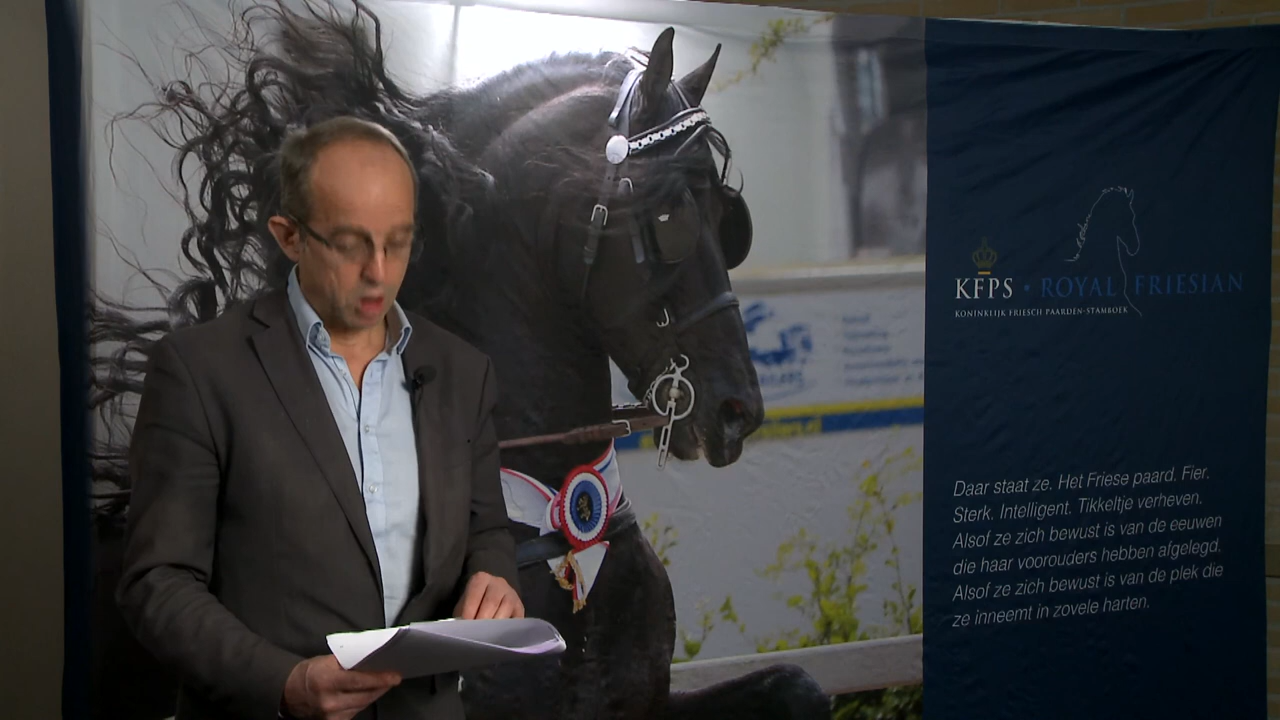 KFPS • ROYAL FRIESIAN
KONINKLIJK FRIESCH PAARDEN-STAMBOEK
Daar staat ze. Het Friese paard. Fier.
Sterk. Intelligent. Tikkeltje verheven.
Alsof ze zich bewust is van de eeuwen
die haar voorouders hebben afgelegd.
Alsof ze zich bewust is van de plek die
ze inneemt in zovele harten.